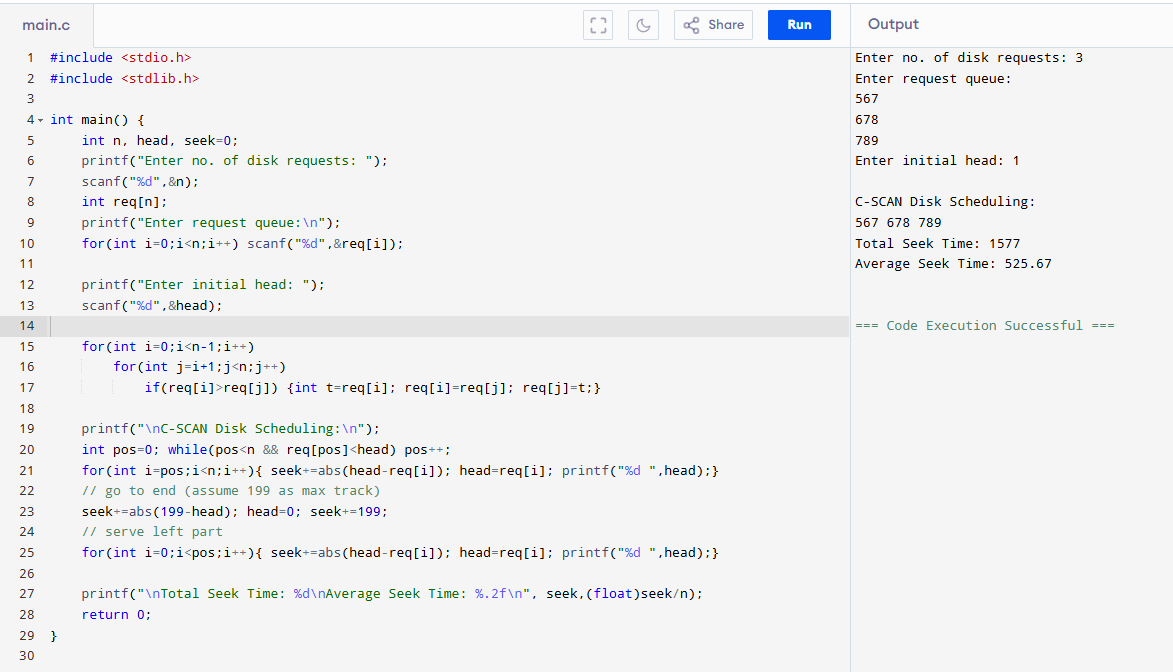 main.c
Share
Run
Output
1 #include <stdio.h>
2 #include <stdlib.h>
3
4 int main() {
5     int n, head, seek=0;
6     printf("Enter no. of disk requests: ");
7     scanf("%d",&n);
8     int req[n];
9     printf("Enter request queue:\n");
10     for(int i=0;i<n;i++) scanf("%d",&req[i]);
11
12     printf("Enter initial head: ");
13     scanf("%d",&head);
14
15     for(int i=0;i<n-1;i++)
16         for(int j=i+1;j<n;j++)
17             if(req[i]>req[j]) {int t=req[i]; req[i]=req[j]; req[j]=t;}
18
19     printf("\nC-SCAN Disk Scheduling:\n");
20     int pos=0; while(pos<n && req[pos]<head) pos++;
21     for(int i=pos;i<n;i++){ seek+=abs(head-req[i]); head=req[i]; printf("%d ",head);}
22     // go to end (assume 199 as max track)
23     seek+=abs(199-head); head=0; seek+=199;
24     // serve left part
25     for(int i=0;i<pos;i++){ seek+=abs(head-req[i]); head=req[i]; printf("%d ",head);}
26
27     printf("\nTotal Seek Time: %d\nAverage Seek Time: %.2f\n", seek,(float)seek/n);
28     return 0;
29 }
30
Enter no. of disk requests: 3
Enter request queue:
567
678
789
Enter initial head: 1

C-SCAN Disk Scheduling:
567 678 789
Total Seek Time: 1577
Average Seek Time: 525.67

=== Code Execution Successful ===